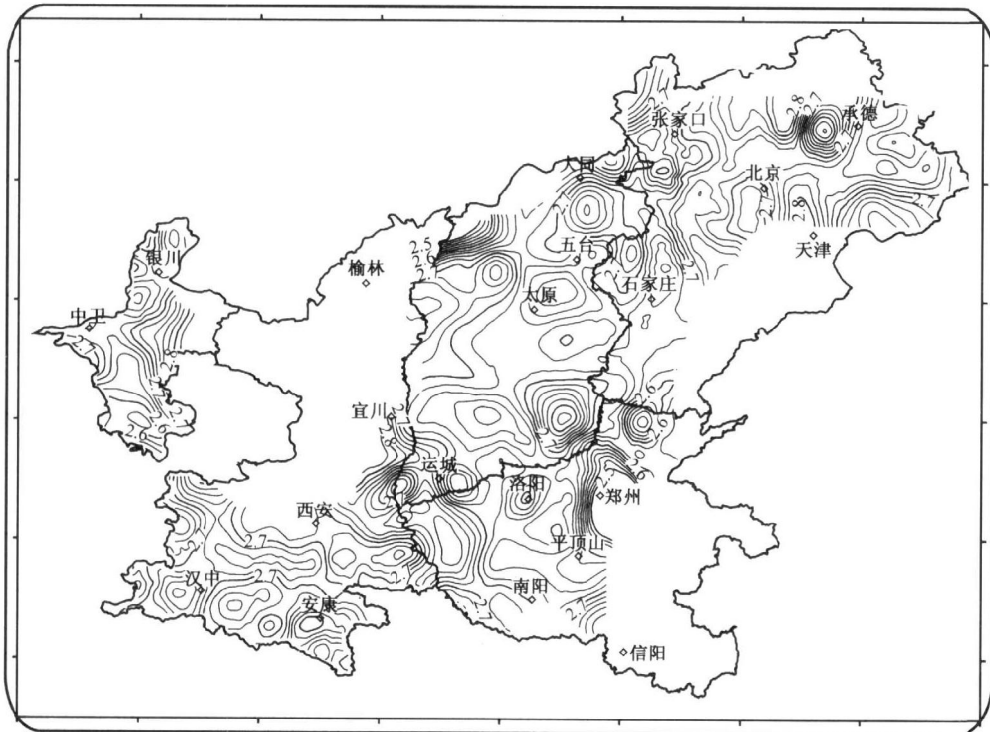 张家口
承德
大同
北京
2.7
2.8
天津
2.5
2.6
五台
银川
榆林
石家庄
太原
中卫
宜川
运城
洛阳
郑州
西安
2.7
平顶山
汉中
2.7
南阳
安康
2.7
信阳